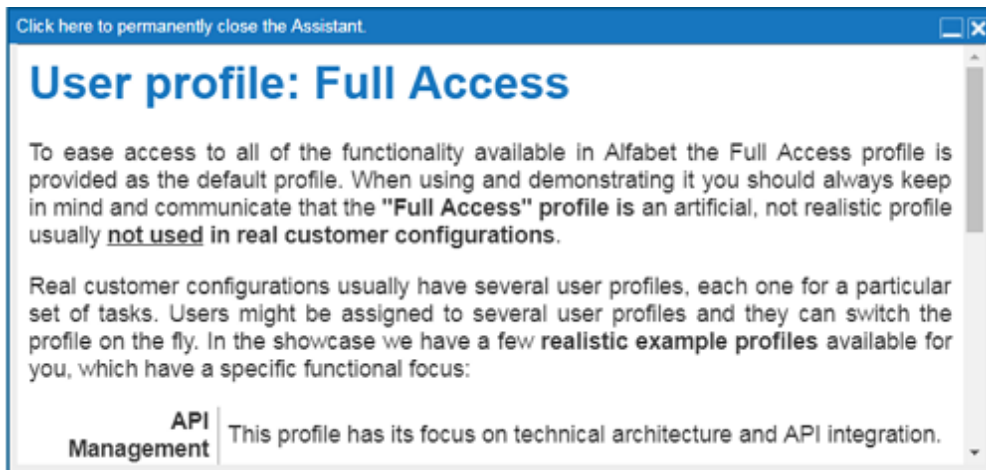 Click here to permanently close the Assistant.
User profile: Full Access
To ease access to all of the functionality available in Alfabet the Full Access profile is
provided as the default profile. When using and demonstrating it you should always keep
in mind and communicate that the "Full Access" profile is an artificial, not realistic profile
usually not used in real customer configurations.
Real customer configurations usually have several user profiles, each one for a particular
set of tasks. Users might be assigned to several user profiles and they can switch the
profile on the fly. In the showcase we have a few realistic example profiles available for
you, which have a specific functional focus:
API
Management
This profile has its focus on technical architecture and API integration.